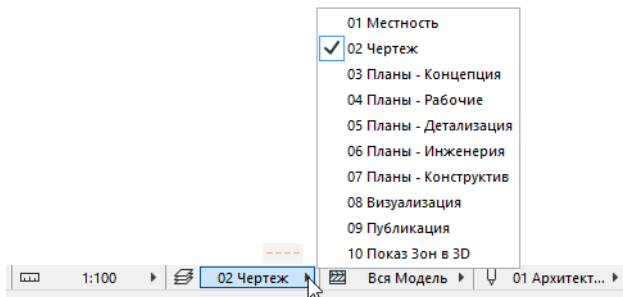 01 Местность
02 Чертеж
03 Планы - Концепция
04 Планы - Рабочие
05 Планы - Детализация
06 Планы - Инженерия
07 Планы - Конструктив
08 Визуализация
09 Публикация
10 Показ Зон в 3D
1:100 02 Чертеж Вся Модель 01 Архитект...